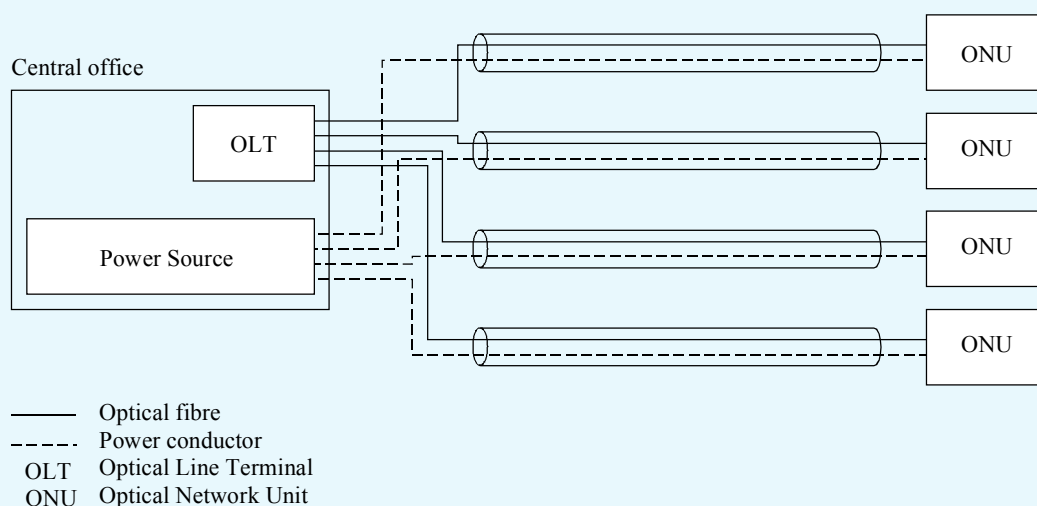 ONU
Central office
OLT
ONU
Power Source
ONU
ONU
Optical fibre
Power conductor
OLT Optical Line Terminal
ONU Optical Network Unit